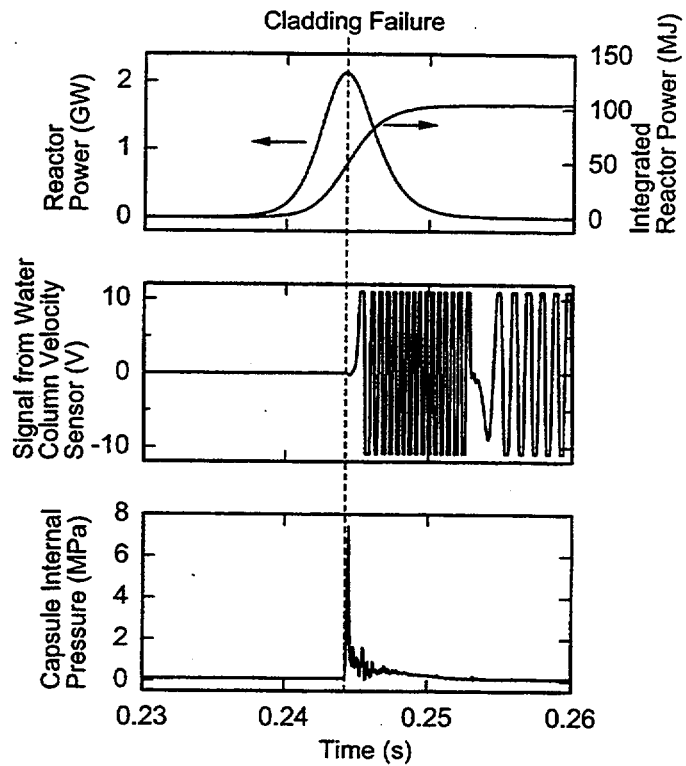 Cladding Failure
Reactor
Power (GW)
2
1
0
150
100
50
0
Integrated
Reactor Power (MJ)
Signal from Water
Column Velocity
Sensor (V)
10
0
-10
Capsule Internal
Pressure (MPa)
8
6
4
2
0
0.23
0.24
0.25
0.26
Time (s)